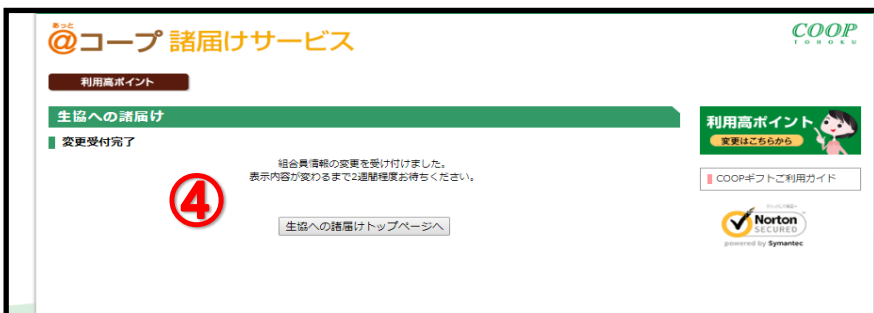 あっと
@コープ 諸届けサービス
COOP
TOHOKU
利用高ポイント
生協への諸届け
変更受付完了
組合員情報の変更を受け付けました。
表示内容が変わるまで2週間程度お待ちください。
④
生協への諸届けトップページへ
利用高ポイント
変更はこちらから
COOPギフトご利用ガイド
Norton
SECURED
powered by Symantec